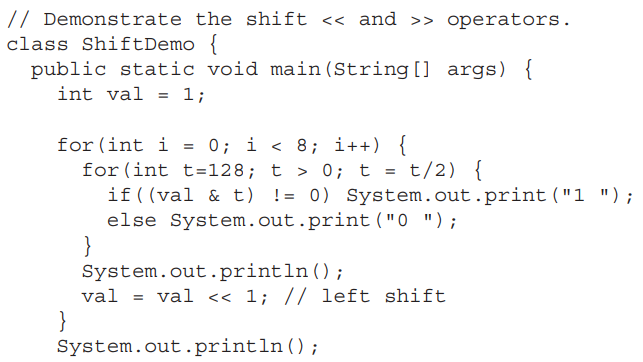 // Demonstrate the shift << and >> operators.
class ShiftDemo {
  public static void main(String[] args) {
    int val = 1;

    for(int i = 0; i < 8; i++) {
      for(int t=128; t > 0; t = t/2) {
        if((val & t) != 0) System.out.print("1 ");
        else System.out.print("0 ");
      }
      System.out.println();
      val = val << 1; // left shift
    }
    System.out.println();